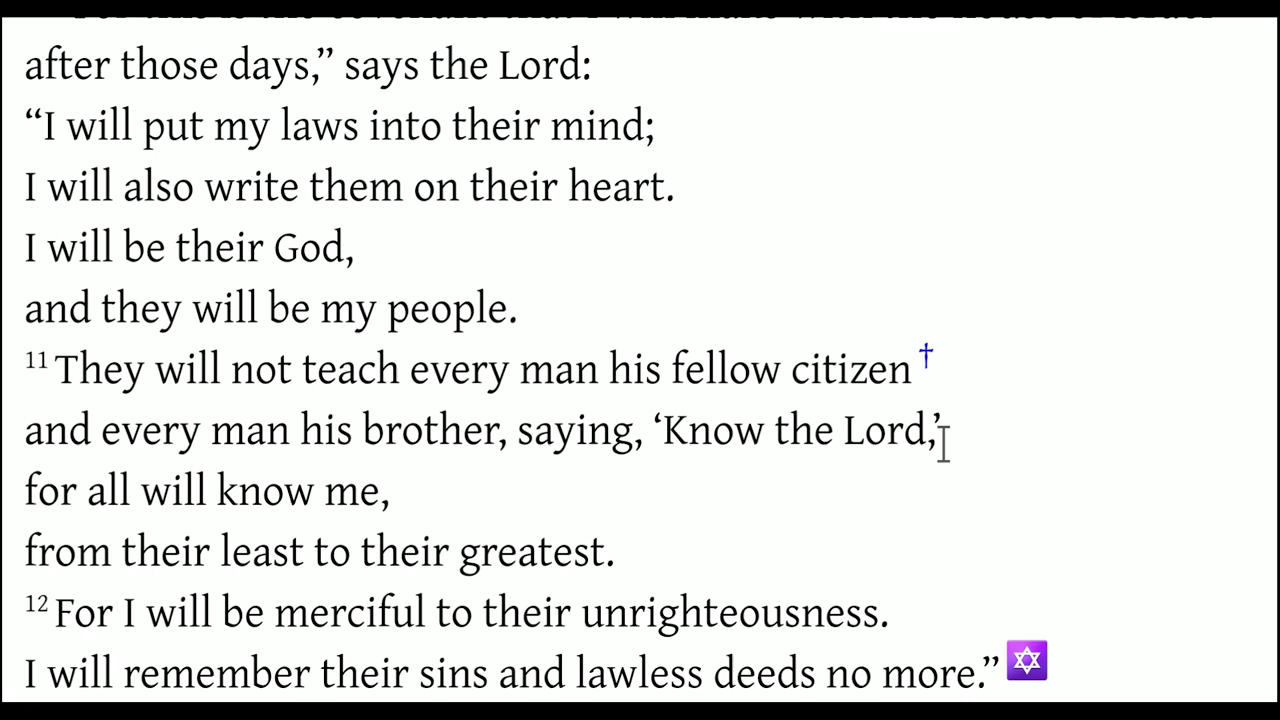 after those days,” says the Lord:
“I will put my laws into their mind;
I will also write them on their heart.
I will be their God,
and they will be my people.
11 They will not teach every man his fellow citizen †
and every man his brother, saying, ‘Know the Lord,’
for all will know me,
from their least to their greatest.
12 For I will be merciful to their unrighteousness.
I will remember their sins and lawless deeds no more.” 🔯